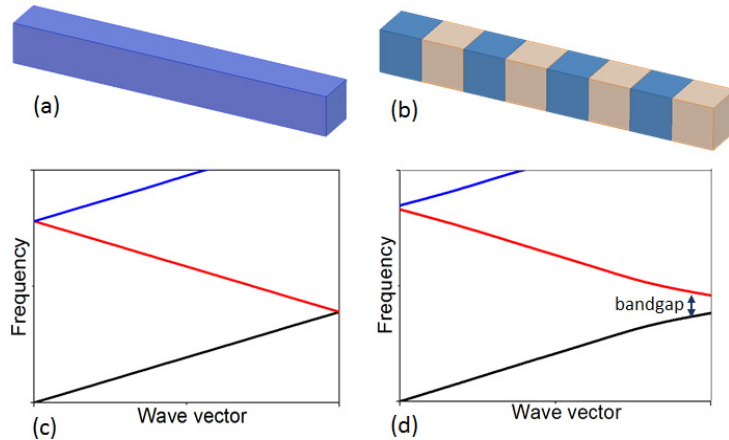 (a)
(b)
Frequency
Wave vector
(c)
Frequency
bandgap
Wave vector
(d)